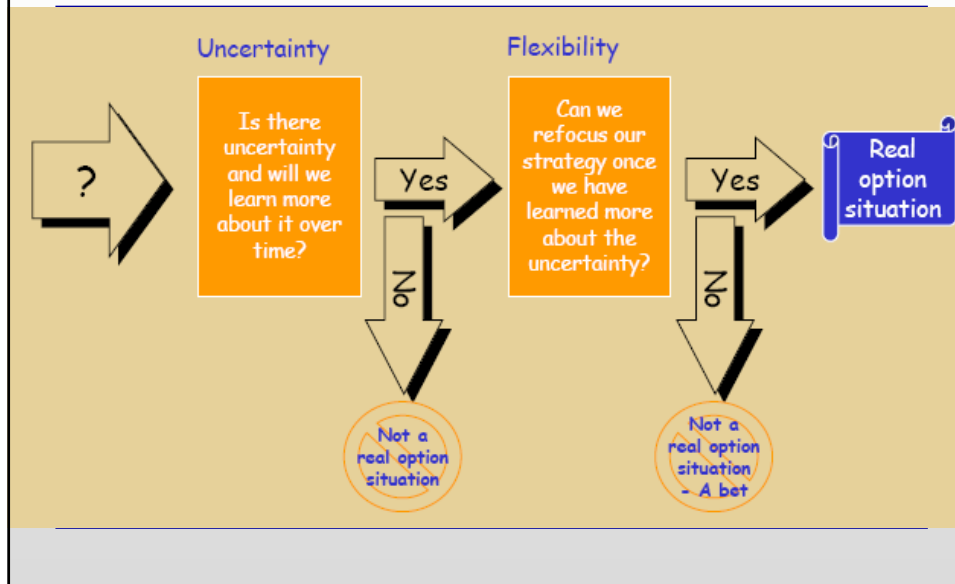 Uncertainty
Flexibility
?
Is there
uncertainty
and will we
learn more
about it over
time?
Yes
No
Can we
refocus our
strategy once
we have
learned more
about the
uncertainty?
Yes
No
Real
option
situation
Not a
real option
situation
Not a
real option
situation
- A bet